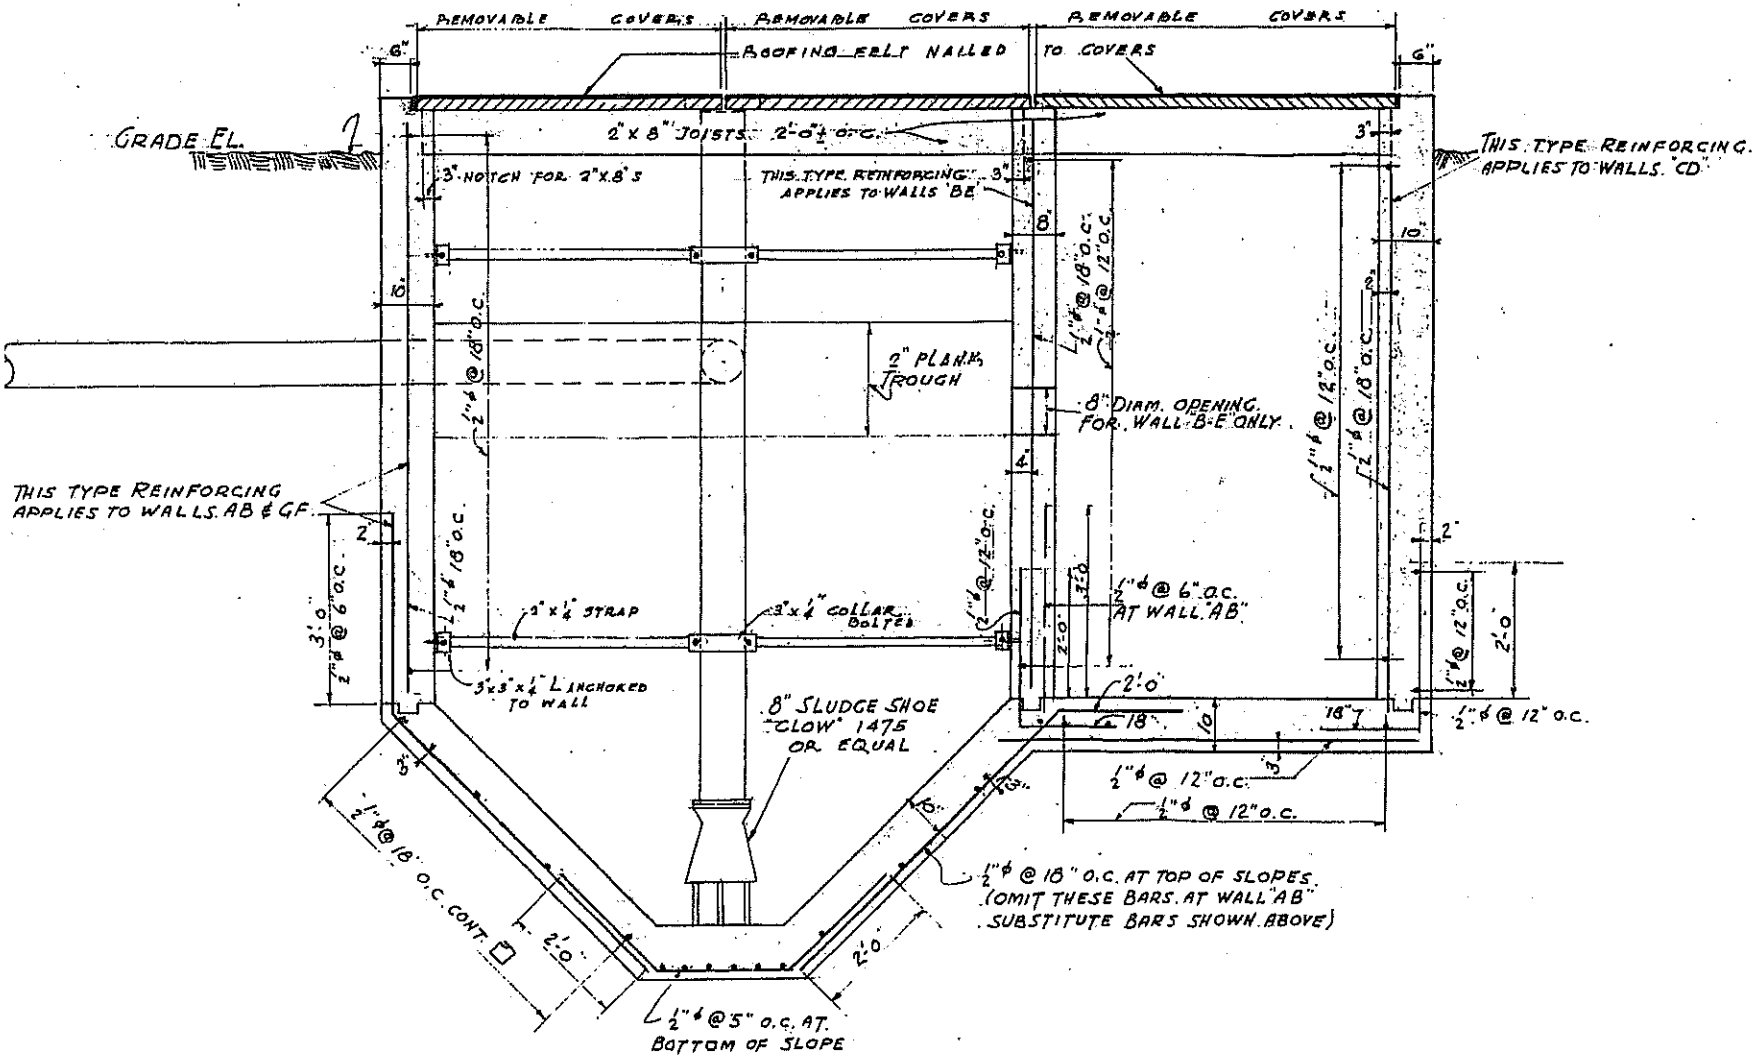 REMOVABLE COVERS REMOVABLE COVERS REMOVABLE COVERS
6" ROOFING FELT NAILED TO COVERS 6"
GRADE EL.
2" X 8" JOISTS 2'-0"± O.C.
3"
THIS TYPE REINFORCING
APPLIES TO WALLS "CD"
3" NOTCH FOR 2"X8"S
THIS TYPE REINFORCING
APPLIES TO WALLS 'BE'
3"
8"
10"
10"
1/2"ϕ @ 18" O.C.
1/2"ϕ @ 18" O.C.
1/2"ϕ @ 12" O.C.
2" PLANK
TROUGH
8" DIAM. OPENING
FOR WALL "B-E" ONLY
1/2"ϕ @ 12" O.C.
1/2"ϕ @ 18" O.C.
2"
4"
THIS TYPE REINFORCING
APPLIES TO WALLS AB & GF
2"
3'-0"
1/2"ϕ @ 6" O.C.
1/2"ϕ 18" O.C.
2" x 1/4" STRAP
3" x 1/4" COLLAR
BOLTED
1/2"ϕ @ 12" O.C.
3'-0"
2'-0"
1/2"ϕ @ 6" O.C.
AT WALL "AB"
2"
1/2"ϕ @ 12" O.C.
2'-0"
3"x3"x1/4" L ANCHORED
TO WALL
8" SLUDGE SHOE
"CLOW" 1475
OR EQUAL
2'-0"
18
10
18"
1/2"ϕ @ 12" O.C.
3"
3"
3"
1/2"ϕ @ 12" O.C.
1/2"ϕ @ 12" O.C.
1/2"ϕ @ 18" O.C. CONT.
2'-0"
2'-0"
1/2"ϕ @ 18" O.C. AT TOP OF SLOPES.
(OMIT THESE BARS AT WALL "AB"
SUBSTITUTE BARS SHOWN ABOVE)
1/2"ϕ @ 5" O.C. AT
BOTTOM OF SLOPE